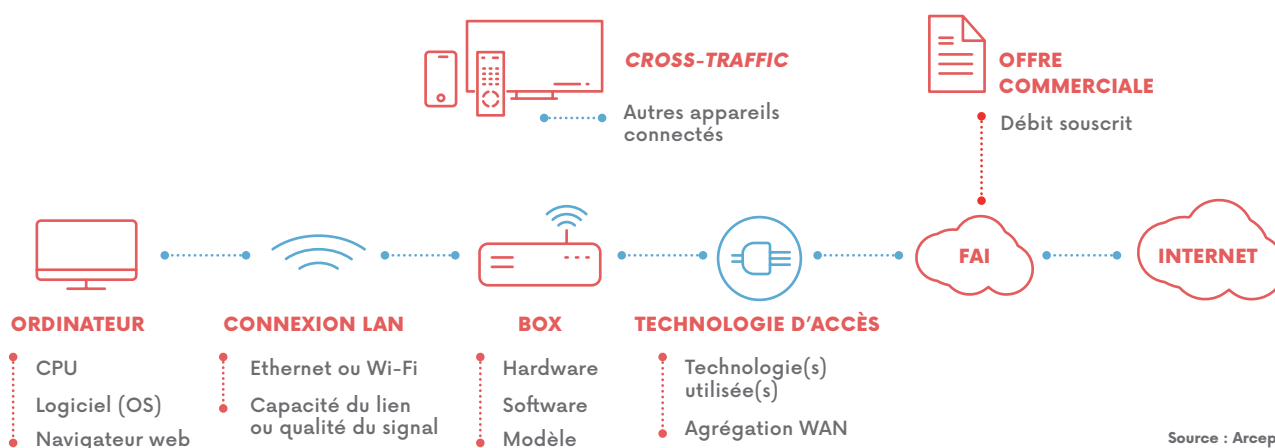 CROSS-TRAFFIC
Autres appareils
connectés
OFFRE
COMMERCIALE
Débit souscrit
FAI
INTERNET
ORDINATEUR
CPU
Logiciel (OS)
Navigateur web
CONNEXION LAN
Ethernet ou Wi-Fi
Capacité du lien
ou qualité du signal
BOX
Hardware
Software
Modèle
TECHNOLOGIE D'ACCÈS
Technologie(s)
utilisée(s)
Agrégation WAN
Source : Arcep